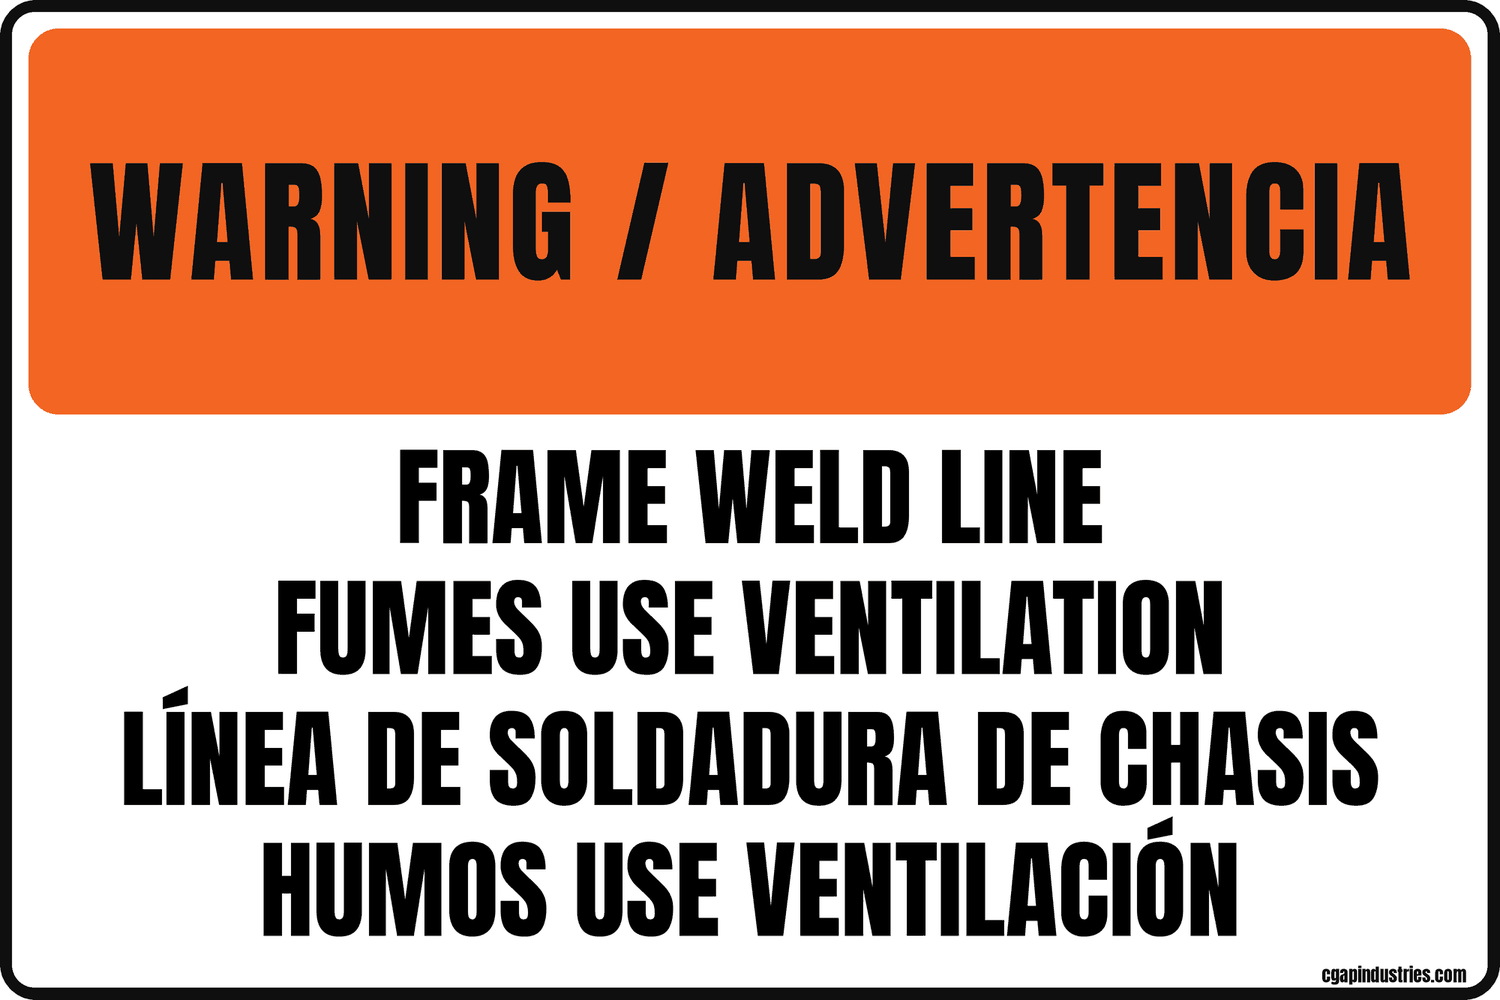 WARNING / ADVERTENCIA
FRAME WELD LINE
FUMES USE VENTILATION
LÍNEA DE SOLDADURA DE CHASIS
HUMOS USE VENTILACIÓN
cgapindustries.com